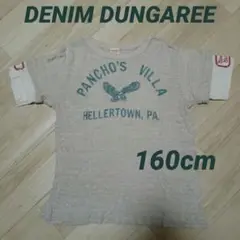 DENIM DUNGAREE
PANCHO'S VILLA
HELLERTOWN, PA.
160cm